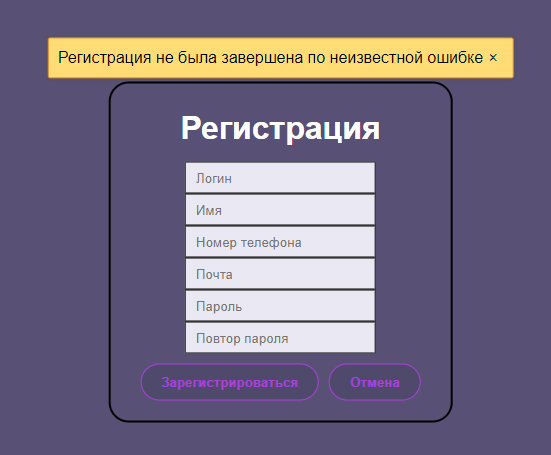 Регистрация не была завершена по неизвестной ошибке ×
Регистрация
Логин
Имя
Номер телефона
Почта
Пароль
Повтор пароля
Зарегистрироваться Отмена